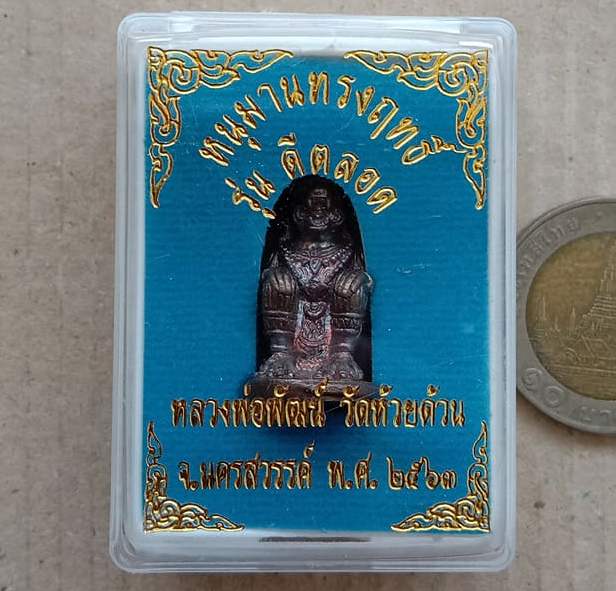 หนุมานทรงฤทธิ์
รุ่น ดีตลอด
หลวงพ่อพัฒน์ วัดห้วยด้วน
จ.นครสวรรค์ พ.ศ. ๒๕๖๓
๑๐